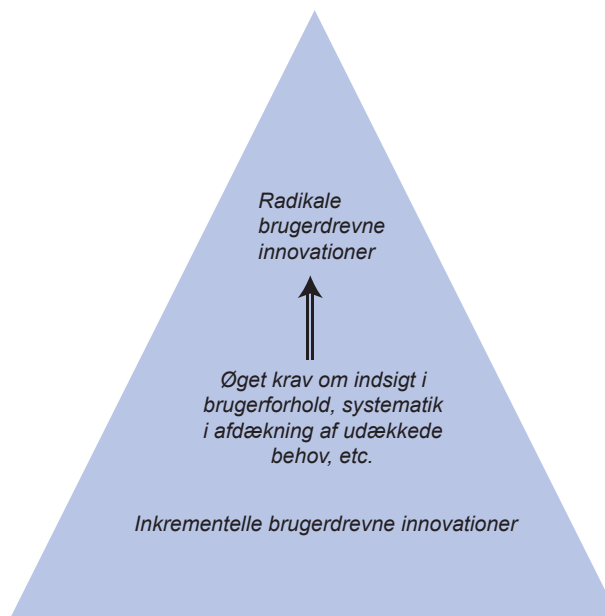 Radikale
brugerdrevne
innovationer
Øget krav om indsigt i
brugerforhold, systematik
i afdækning af udækkede
behov, etc.
Inkrementelle brugerdrevne innovationer